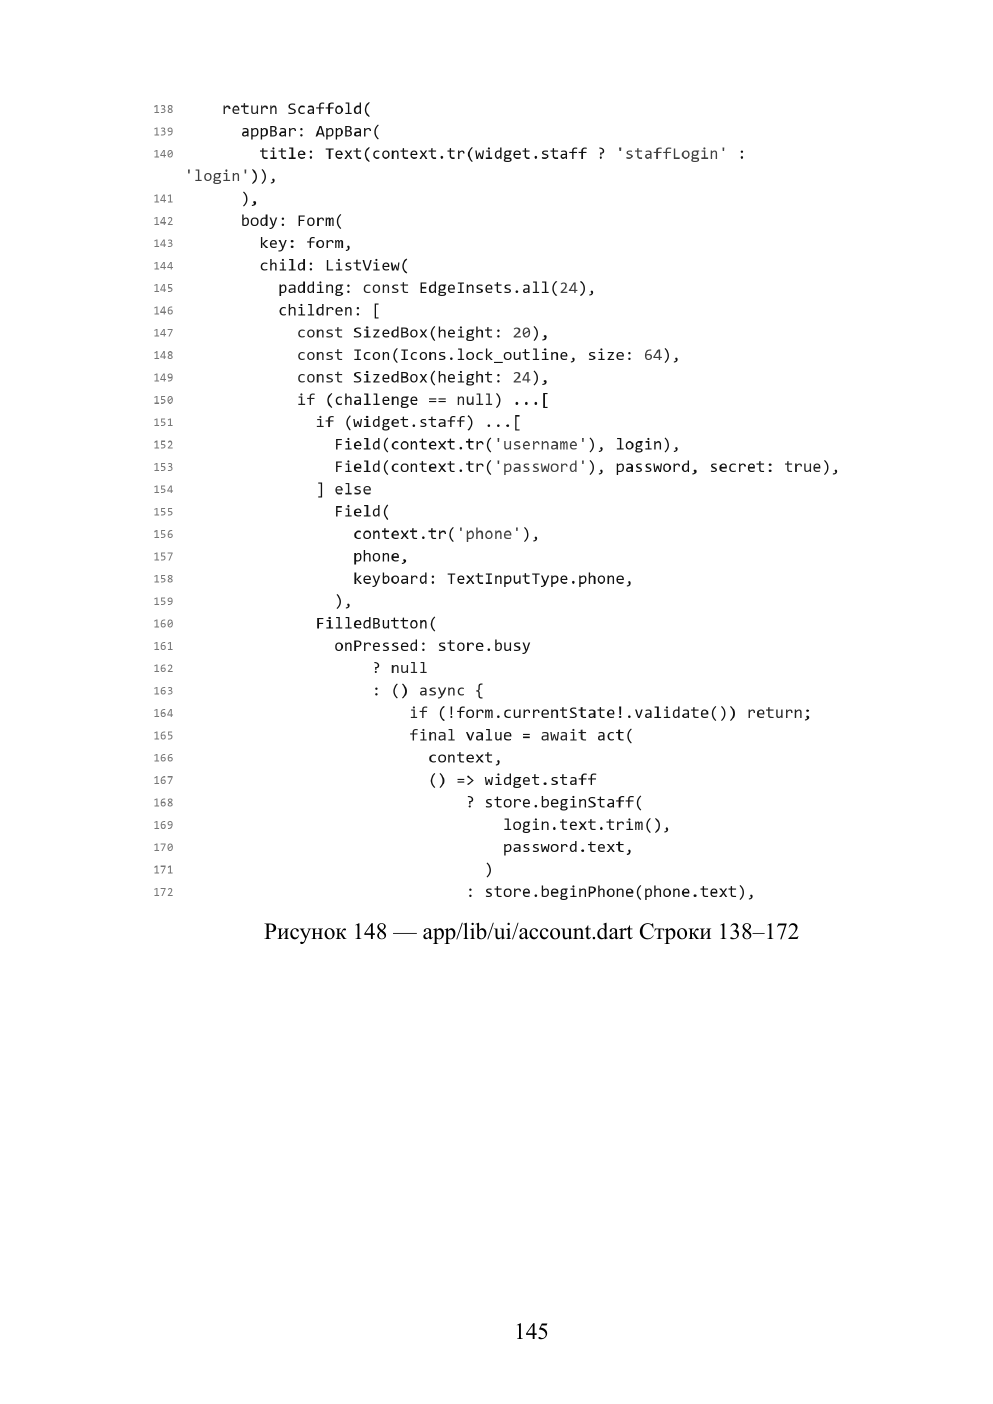 138     return Scaffold(
139       appBar: AppBar(
140         title: Text(context.tr(widget.staff ? 'staffLogin' :
'login')),
141       ),
142       body: Form(
143         key: form,
144         child: ListView(
145           padding: const EdgeInsets.all(24),
146           children: [
147             const SizedBox(height: 20),
148             const Icon(Icons.lock_outline, size: 64),
149             const SizedBox(height: 24),
150             if (challenge == null) ...[
151               if (widget.staff) ...[
152                 Field(context.tr('username'), login),
153                 Field(context.tr('password'), password, secret: true),
154               ] else
155                 Field(
156                   context.tr('phone'),
157                   phone,
158                   keyboard: TextInputType.phone,
159                 ),
160               FilledButton(
161                 onPressed: store.busy
162                     ? null
163                     : () async {
164                         if (!form.currentState!.validate()) return;
165                         final value = await act(
166                           context,
167                           () => widget.staff
168                               ? store.beginStaff(
169                                   login.text.trim(),
170                                   password.text,
171                                 )
172                               : store.beginPhone(phone.text),
Рисунок 148 — app/lib/ui/account.dart Строки 138–172
145